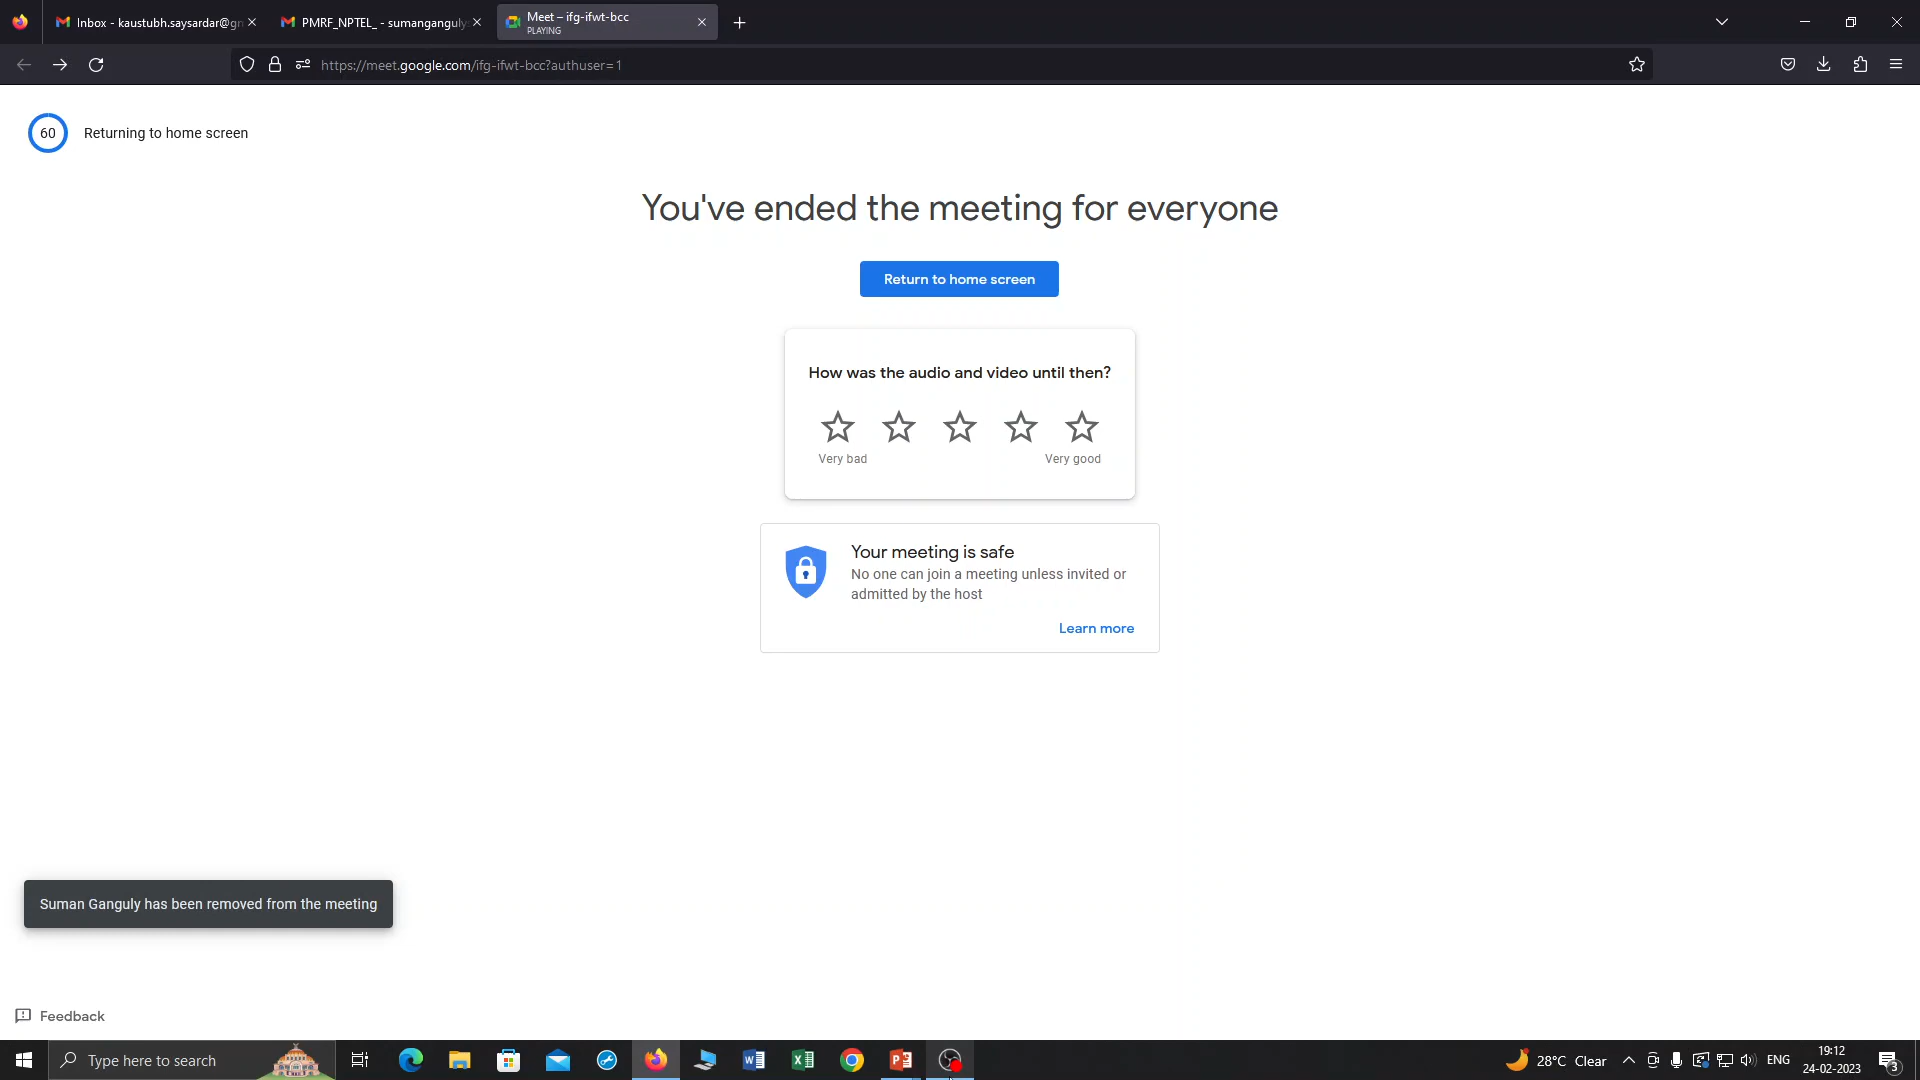 Inbox - kaustubh.saysardar@gm
PMRF_NPTEL_ - sumanganguly
Meet – ifg-ifwt-bcc
PLAYING
https://meet.google.com/ifg-ifwt-bcc?authuser=1
60 Returning to home screen
You've ended the meeting for everyone
Return to home screen
How was the audio and video until then?
Very bad Very good
Your meeting is safe
No one can join a meeting unless invited or
admitted by the host
Learn more
Suman Ganguly has been removed from the meeting
Feedback
Type here to search
28°C Clear
ENG
19:12
24-02-2023
3